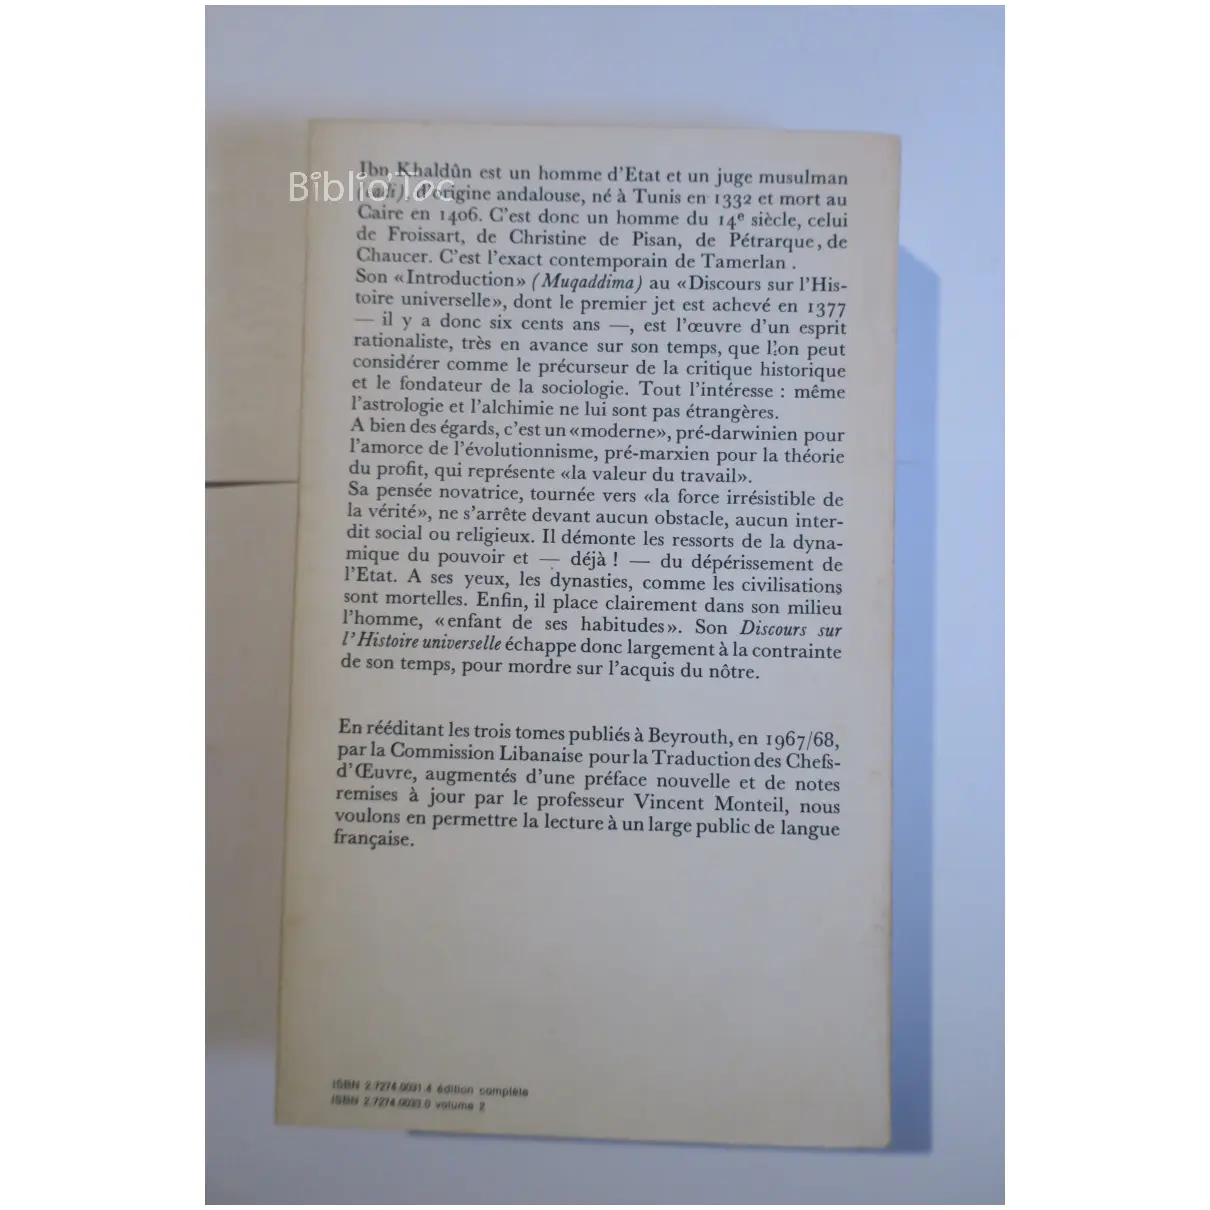 Ibn Khaldûn est un homme d'Etat et un juge musulman
Biblio'Toc
(cadi), d'origine andalouse, né à Tunis en 1332 et mort au
Caire en 1406. C'est donc un homme du 14e siècle, celui
de Froissart, de Christine de Pisan, de Pétrarque, de
Chaucer. C'est l'exact contemporain de Tamerlan .
Son «Introduction» (Muqaddima) au «Discours sur l'His-
toire universelle», dont le premier jet est achevé en 1377
— il y a donc six cents ans —, est l'œuvre d'un esprit
rationaliste, très en avance sur son temps, que l'on peut
considérer comme le précurseur de la critique historique
et le fondateur de la sociologie. Tout l'intéresse : même
l'astrologie et l'alchimie ne lui sont pas étrangères.
A bien des égards, c'est un «moderne», pré-darwinien pour
l'amorce de l'évolutionnisme, pré-marxien pour la théorie
du profit, qui représente «la valeur du travail».
Sa pensée novatrice, tournée vers «la force irrésistible de
la vérité», ne s'arrête devant aucun obstacle, aucun inter-
dit social ou religieux. Il démonte les ressorts de la dyna-
mique du pouvoir et — déjà ! — du dépérissement de
l'Etat. A ses yeux, les dynasties, comme les civilisations
sont mortelles. Enfin, il place clairement dans son milieu
l'homme, «enfant de ses habitudes». Son Discours sur
l'Histoire universelle échappe donc largement à la contrainte
de son temps, pour mordre sur l'acquis du nôtre.
En rééditant les trois tomes publiés à Beyrouth, en 1967/68,
par la Commission Libanaise pour la Traduction des Chefs-
d'Œuvre, augmentés d'une préface nouvelle et de notes
remises à jour par le professeur Vincent Monteil, nous
voulons en permettre la lecture à un large public de langue
française.
ISBN 2.7274.0031.4 édition complète
ISBN 2.7274.0033.0 volume 2